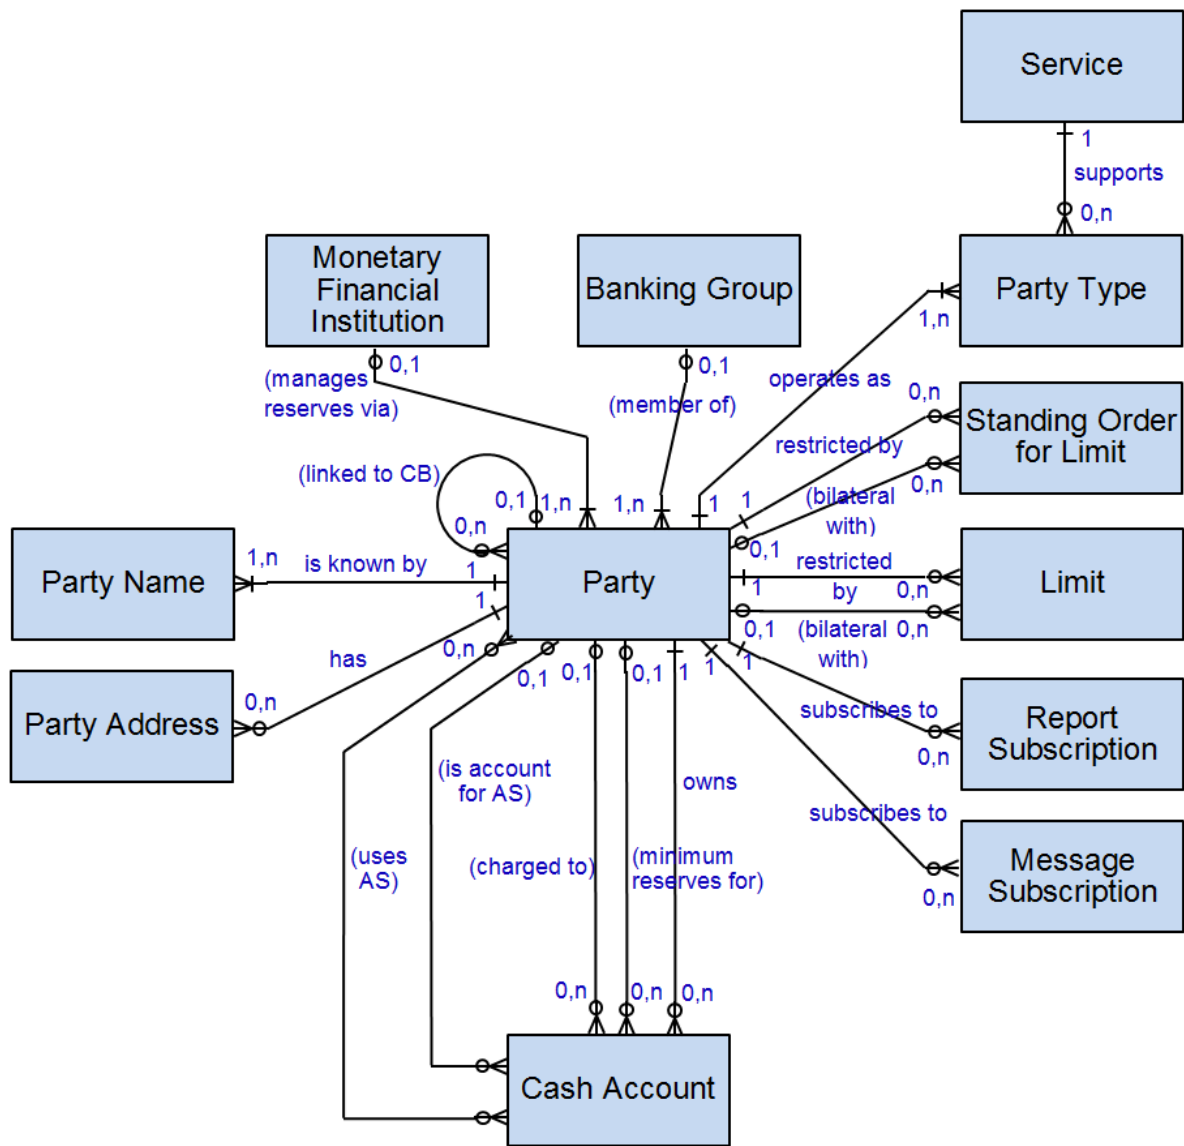 Service
1
supports
0,n
Monetary
Financial
Institution
Banking Group
Party Type
0,1
0,1
1,n
(manages
reserves via)
(member of)
operates as
0,n
Standing Order
for Limit
restricted by
(linked to CB)
0,n
(bilateral
with)
0,1
1,n
1,n
1
1
0,n
0,1
1,n
is known by
1
Party Name
Party
1
restricted
by
0,n
Limit
1
0,1
(bilateral
with)
0,n
has
0,n
0,1
0,1
0,1
1
1
1
0,n
Party Address
subscribes to
0,n
Report
Subscription
(is account
for AS)
owns
subscribes to
(uses
AS)
(charged to)
(minimum
reserves for)
0,n
Message
Subscription
0,n
0,n
0,n
Cash Account